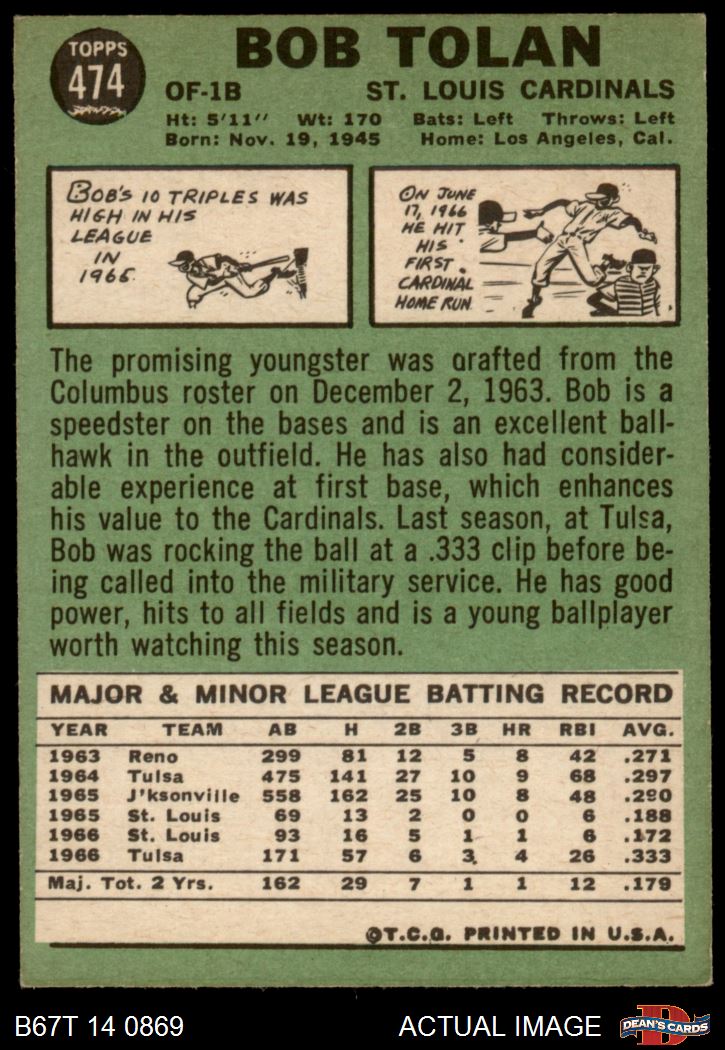 TOPPS
474
BOB TOLAN
OF-1B ST. LOUIS CARDINALS
Ht: 5'11" Wt: 170 Bats: Left Throws: Left
Born: Nov. 19, 1945 Home: Los Angeles, Cal.
BOB'S 10 TRIPLES WAS
HIGH IN HIS
LEAGUE
IN
1965.
ON JUNE
17, 1966
HE HIT
HIS
FIRST
CARDINAL
HOME RUN
The promising youngster was drafted from the
Columbus roster on December 2, 1963. Bob is a
speedster on the bases and is an excellent ball-
hawk in the outfield. He has also had consider-
able experience at first base, which enhances
his value to the Cardinals. Last season, at Tulsa,
Bob was rocking the ball at a .333 clip before be-
ing called into the military service. He has good
power, hits to all fields and is a young ballplayer
worth watching this season.
MAJOR & MINOR LEAGUE BATTING RECORD
YEAR TEAM AB H 2B 3B HR RBI AVG.
1963 Reno 299 81 12 5 8 42 .271
1964 Tulsa 475 141 27 10 9 68 .297
1965 J'ksonville 558 162 25 10 8 48 .290
1965 St. Louis 69 13 2 0 0 6 .188
1966 St. Louis 93 16 5 1 1 6 .172
1966 Tulsa 171 57 6 3 4 26 .333
Maj. Tot. 2 Yrs. 162 29 7 1 1 12 .179
©T.C.G. PRINTED IN U.S.A.
B67T 14 0869 ACTUAL IMAGE
D
DEAN'S CARDS